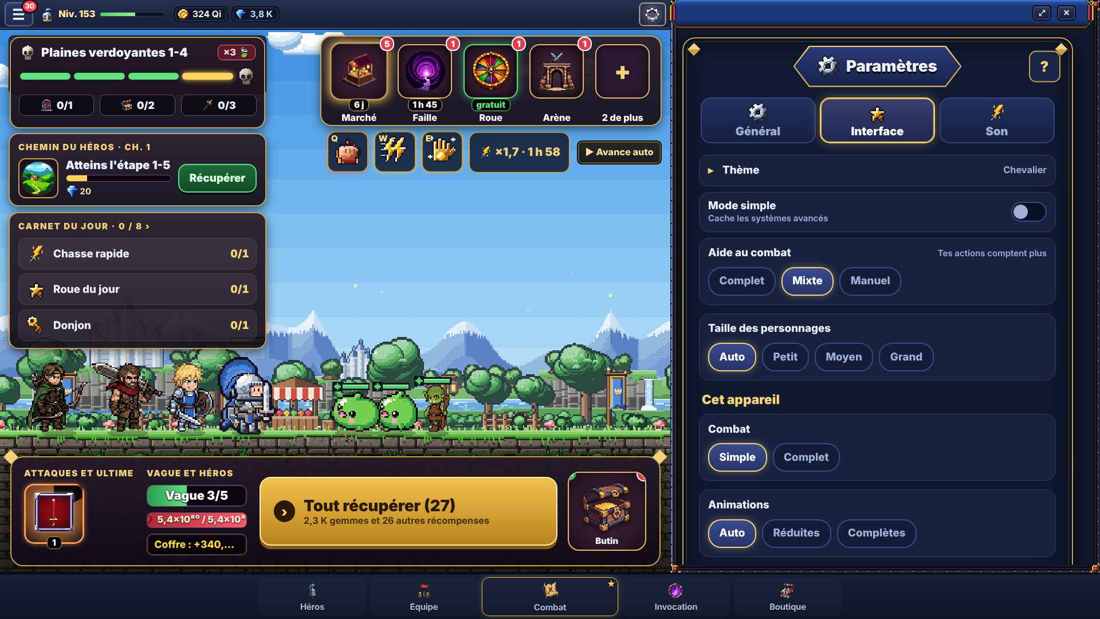 30
Niv. 153
324 Qi
3,8 K
Plaines verdoyantes 1-4
×3
0/1
0/2
0/3
CHEMIN DU HÉROS · CH. 1
Atteins l'étape 1-5
20
Récupérer
CARNET DU JOUR · 0 / 8 ›
Chasse rapide 0/1
Roue du jour 0/1
Donjon 0/1
5
6 j
Marché
1
1 h 45
Faille
1
gratuit
Roue
1
Arène
+
2 de plus
Q
W
E
×1,7 · 1 h 58
Avance auto
ATTAQUES ET ULTIME
1
VAGUE ET HÉROS
Vague 3/5
Coffre : +340,...
Tout récupérer (27)
2,3 K gemmes et 26 autres récompenses
Butin
Héros
Équipe
Combat
Invocation
Boutique
Paramètres
?
Général
Interface
Son
Thème
Chevalier
Mode simple
Cache les systèmes avancés
Aide au combat
Tes actions comptent plus
Complet
Mixte
Manuel
Taille des personnages
Auto
Petit
Moyen
Grand
Cet appareil
Combat
Simple
Complet
Animations
Auto
Réduites
Complètes